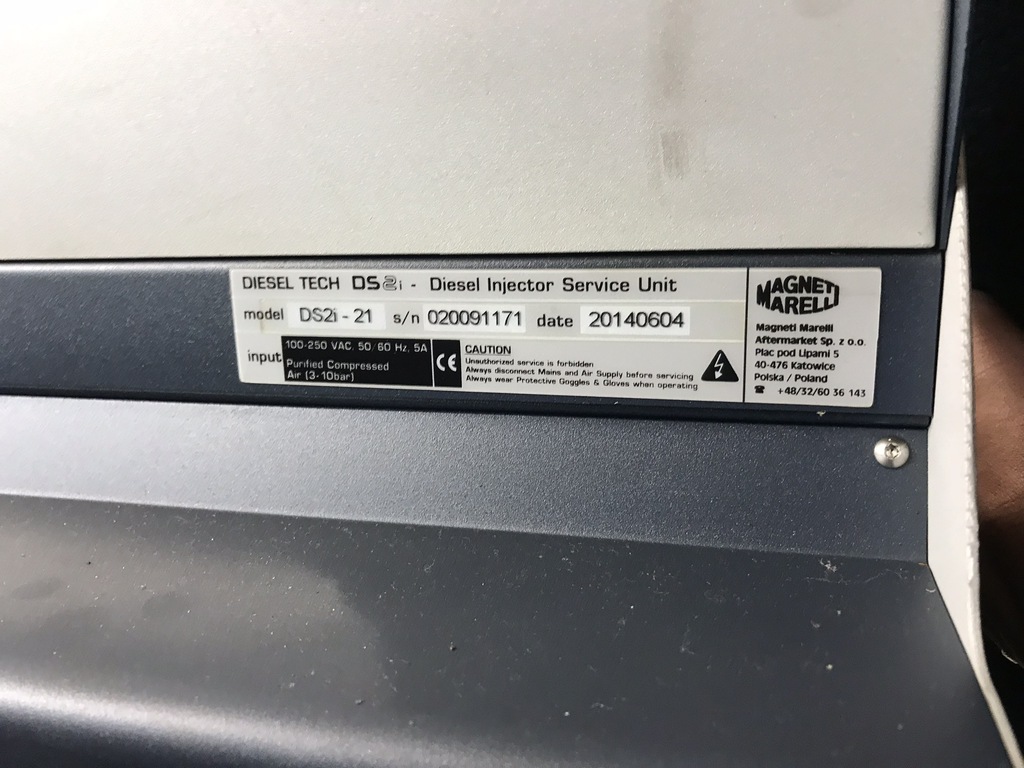 DIESEL TECH DS2i - Diesel Injector Service Unit
model DS2i - 21 s/n 020091171 date 20140604
input 100-250 VAC, 50/60 Hz, 5A
Purified Compressed
Air (3-10bar)
CE
CAUTION
Unauthorized service is forbidden
Always disconnect Mains and Air Supply before servicing
Always wear Protective Goggles & Gloves when operating
MAGNETI
MARELLI
Magneti Marelli
Aftermarket Sp. z o.o.
Plac pod Lipami 5
40-476 Katowice
Polska / Poland
☎ +48/32/60 36 143